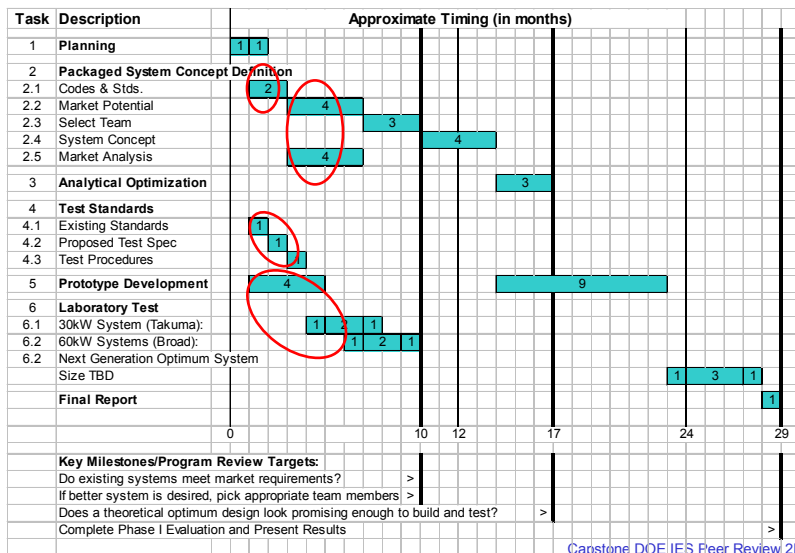 Task Description Approximate Timing (in months)
1 Planning 1 1
2 Packaged System Concept Definition
2.1 Codes & Stds. 2
2.2 Market Potential 4
2.3 Select Team 3
2.4 System Concept 4
2.5 Market Analysis 4
3 Analytical Optimization 3
4 Test Standards
4.1 Existing Standards 1
4.2 Proposed Test Spec 1
4.3 Test Procedures 1
5 Prototype Development 4 9
6 Laboratory Test
6.1 30kW System (Takuma): 1 2 1
6.2 60kW Systems (Broad): 1 2 1
6.2 Next Generation Optimum System
Size TBD 1 3 1
Final Report 1
0 10 12 17 24 29
Key Milestones/Program Review Targets:
Do existing systems meet market requirements? >
If better system is desired, pick appropriate team members >
Does a theoretical optimum design look promising enough to build and test? >
Complete Phase I Evaluation and Present Results >
Capstone DOE IES Peer Review